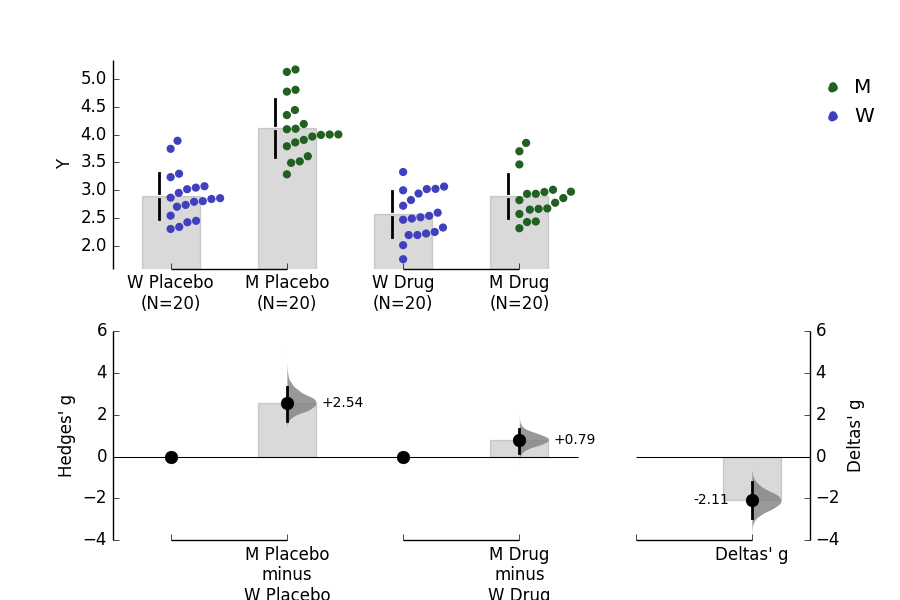 5.0
4.5
4.0
3.5
3.0
2.5
2.0
Y
M
W
W Placebo
(N=20)
M Placebo
(N=20)
W Drug
(N=20)
M Drug
(N=20)
6
4
2
0
−2
−4
Hedges' g
+2.54
+0.79
-2.11
6
4
2
0
−2
−4
Deltas' g
M Placebo
minus
W Placebo
M Drug
minus
W Drug
Deltas' g